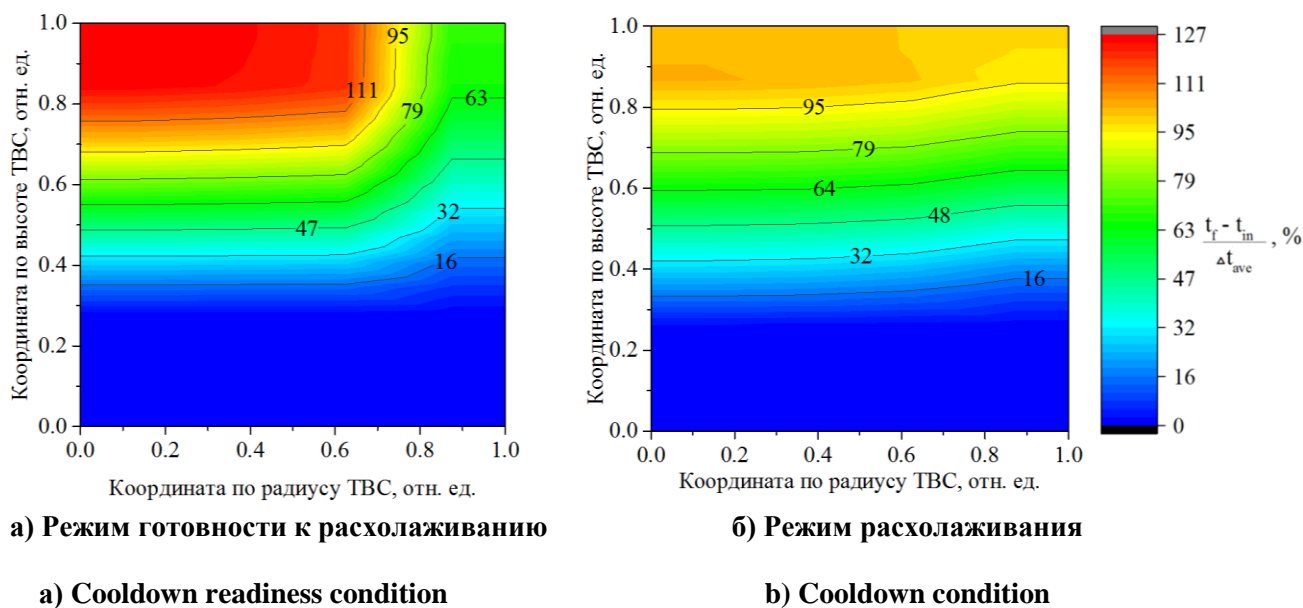 1.0
0.8
0.6
0.4
0.2
0.0
Координата по высоте ТВС, отн. ед.
95
111
79
63
47
32
16
0.0 0.2 0.4 0.6 0.8 1.0
Координата по радиусу ТВС, отн. ед.
1.0
0.8
0.6
0.4
0.2
0.0
Координата по высоте ТВС, отн. ед.
95
79
64
48
32
16
0.0 0.2 0.4 0.6 0.8 1.0
Координата по радиусу ТВС, отн. ед.
127
111
95
79
63
47
32
16
0
t_f - t_in
, %
▵t_ave
а) Режим готовности к расхолаживанию
б) Режим расхолаживания
a) Cooldown readiness condition
b) Cooldown condition